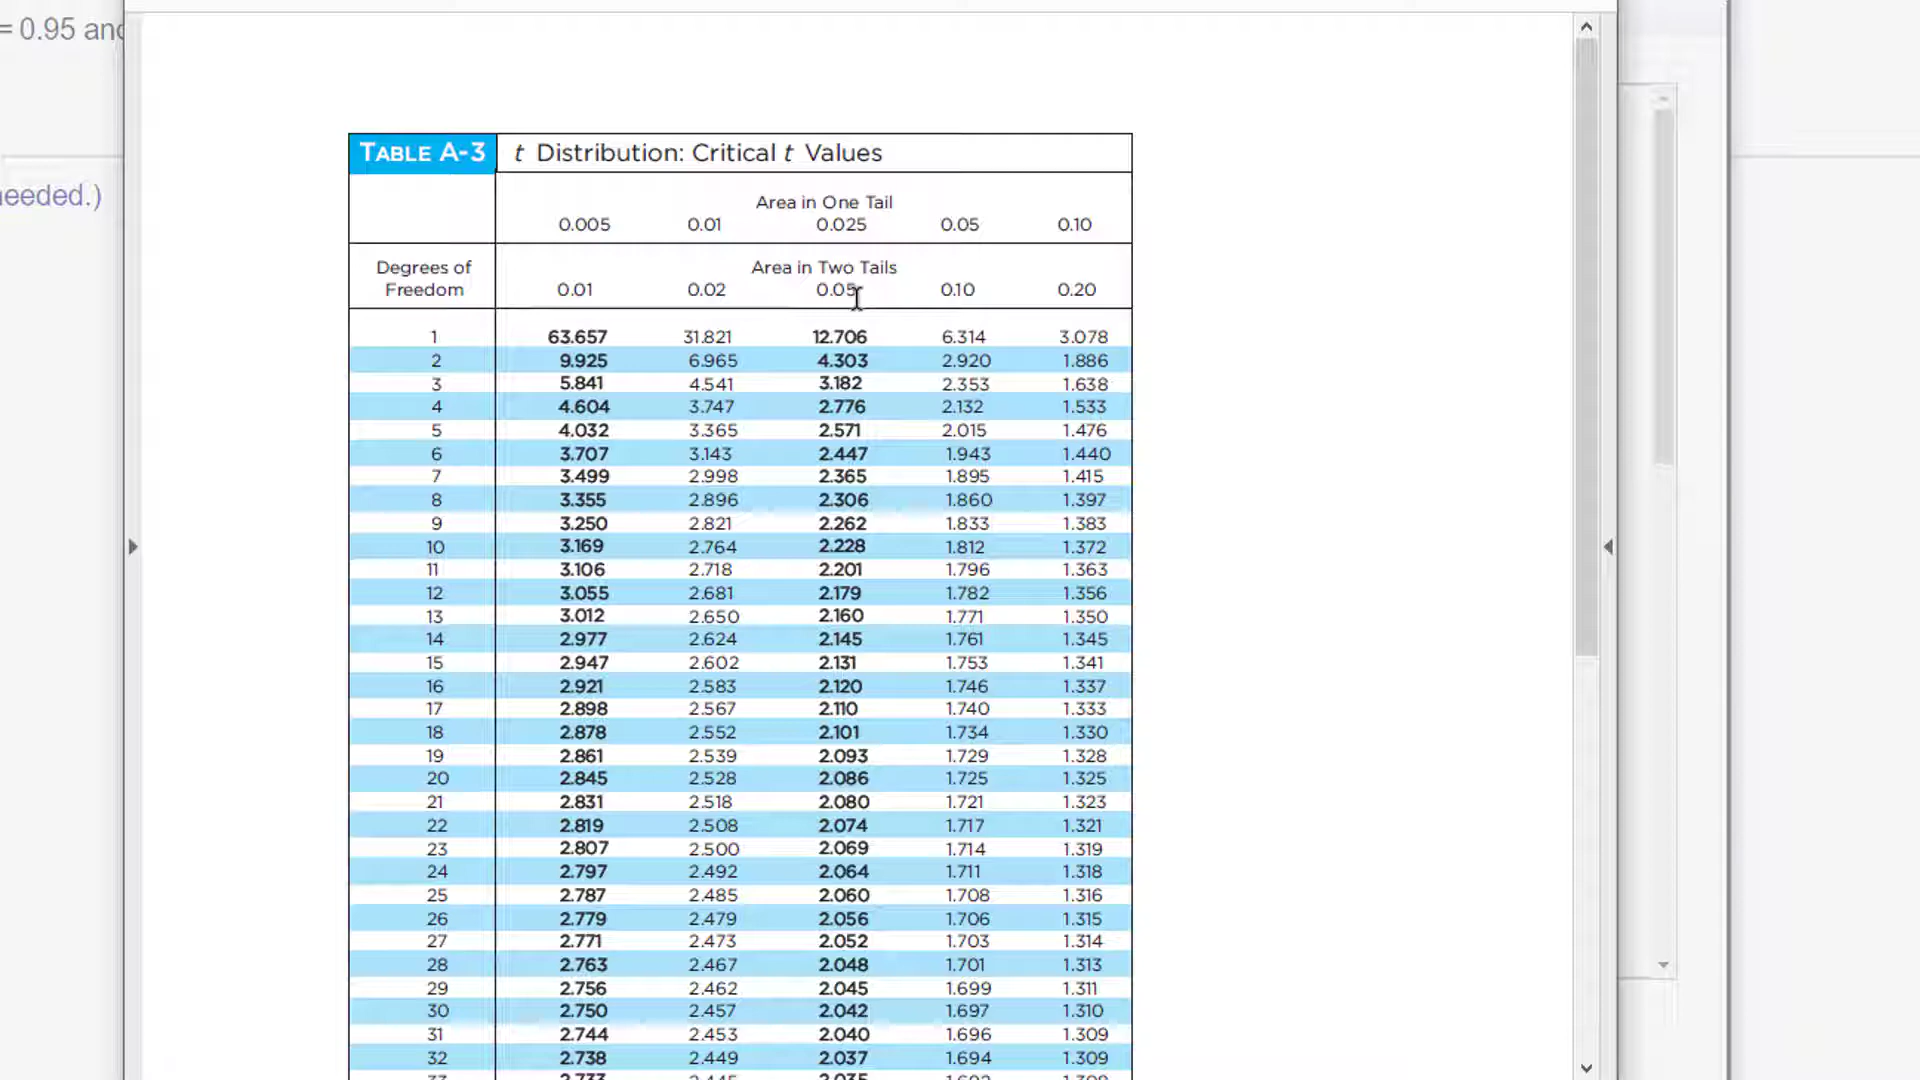 = 0.95 and
needed.)
TABLE A-3 t Distribution: Critical t Values
Area in One Tail
0.005 0.01 0.025 0.05 0.10
Degrees of Area in Two Tails
Freedom 0.01 0.02 0.05 0.10 0.20
1 63.657 31.821 12.706 6.314 3.078
2 9.925 6.965 4.303 2.920 1.886
3 5.841 4.541 3.182 2.353 1.638
4 4.604 3.747 2.776 2.132 1.533
5 4.032 3.365 2.571 2.015 1.476
6 3.707 3.143 2.447 1.943 1.440
7 3.499 2.998 2.365 1.895 1.415
8 3.355 2.896 2.306 1.860 1.397
9 3.250 2.821 2.262 1.833 1.383
10 3.169 2.764 2.228 1.812 1.372
11 3.106 2.718 2.201 1.796 1.363
12 3.055 2.681 2.179 1.782 1.356
13 3.012 2.650 2.160 1.771 1.350
14 2.977 2.624 2.145 1.761 1.345
15 2.947 2.602 2.131 1.753 1.341
16 2.921 2.583 2.120 1.746 1.337
17 2.898 2.567 2.110 1.740 1.333
18 2.878 2.552 2.101 1.734 1.330
19 2.861 2.539 2.093 1.729 1.328
20 2.845 2.528 2.086 1.725 1.325
21 2.831 2.518 2.080 1.721 1.323
22 2.819 2.508 2.074 1.717 1.321
23 2.807 2.500 2.069 1.714 1.319
24 2.797 2.492 2.064 1.711 1.318
25 2.787 2.485 2.060 1.708 1.316
26 2.779 2.479 2.056 1.706 1.315
27 2.771 2.473 2.052 1.703 1.314
28 2.763 2.467 2.048 1.701 1.313
29 2.756 2.462 2.045 1.699 1.311
30 2.750 2.457 2.042 1.697 1.310
31 2.744 2.453 2.040 1.696 1.309
32 2.738 2.449 2.037 1.694 1.309